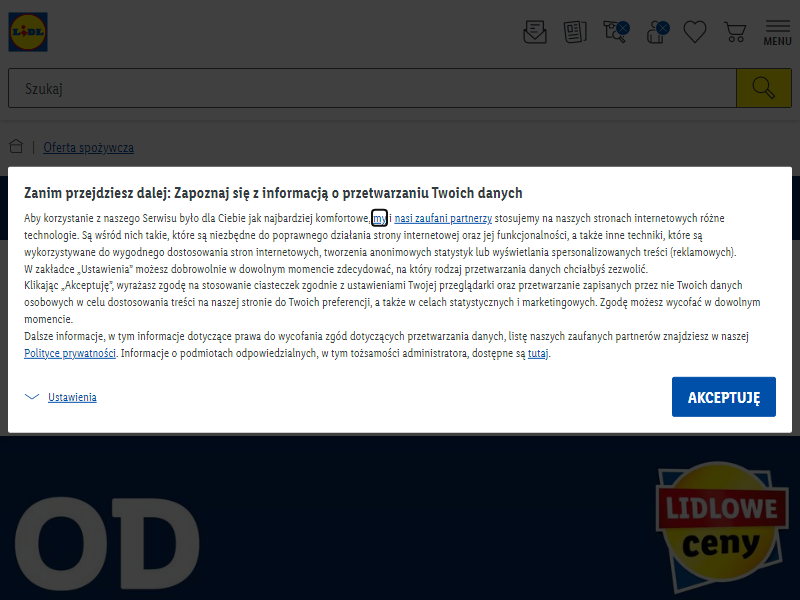 LIDL
MENU
Szukaj
| Oferta spożywcza
Zanim przejdziesz dalej: Zapoznaj się z informacją o przetwarzaniu Twoich danych
Aby korzystanie z naszego Serwisu było dla Ciebie jak najbardziej komfortowe, my i nasi zaufani partnerzy stosujemy na naszych stronach internetowych różne
technologie. Są wśród nich takie, które są niezbędne do poprawnego działania strony internetowej oraz jej funkcjonalności, a także inne techniki, które są
wykorzystywane do wygodnego dostosowania stron internetowych, tworzenia anonimowych statystyk lub wyświetlania spersonalizowanych treści (reklamowych).
W zakładce „Ustawienia” możesz dobrowolnie w dowolnym momencie zdecydować, na który rodzaj przetwarzania danych chciałbyś zezwolić.
Klikając „Akceptuję”, wyrażasz zgodę na stosowanie ciasteczek zgodnie z ustawieniami Twojej przeglądarki oraz przetwarzanie zapisanych przez nie Twoich danych
osobowych w celu dostosowania treści na naszej stronie do Twoich preferencji, a także w celach statystycznych i marketingowych. Zgodę możesz wycofać w dowolnym
momencie.
Dalsze informacje, w tym informacje dotyczące prawa do wycofania zgód dotyczących przetwarzania danych, listę naszych zaufanych partnerów znajdziesz w naszej
Polityce prywatności. Informacje o podmiotach odpowiedzialnych, w tym tożsamości administratora, dostępne są tutaj.
Ustawienia
AKCEPTUJĘ
OD
LIDLOWE
ceny